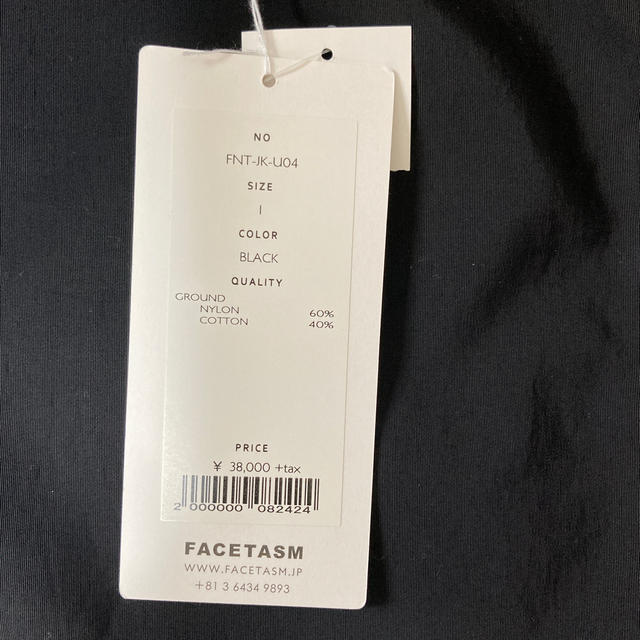 NO
FNT-JK-U04
SIZE
1
COLOR
BLACK
QUALITY
GROUND
NYLON 60%
COTTON 40%
PRICE
¥ 38,000 +tax
2 000000 082424
FACETASM
WWW.FACETASM.JP
+81 3 6434 9893